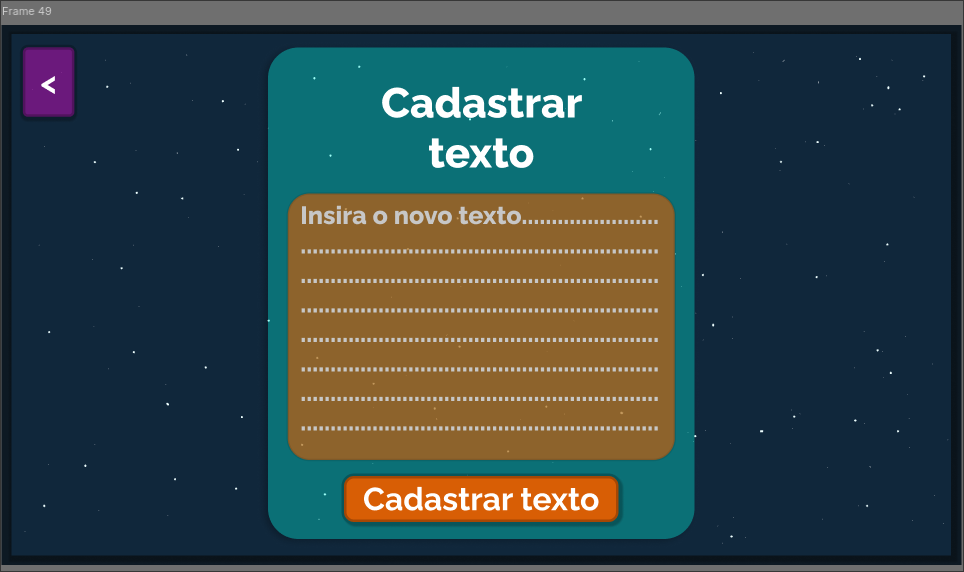 Frame 49
<
Cadastrar
texto
Insira o novo texto.......................
............................................................
............................................................
............................................................
............................................................
............................................................
............................................................
............................................................
Cadastrar texto